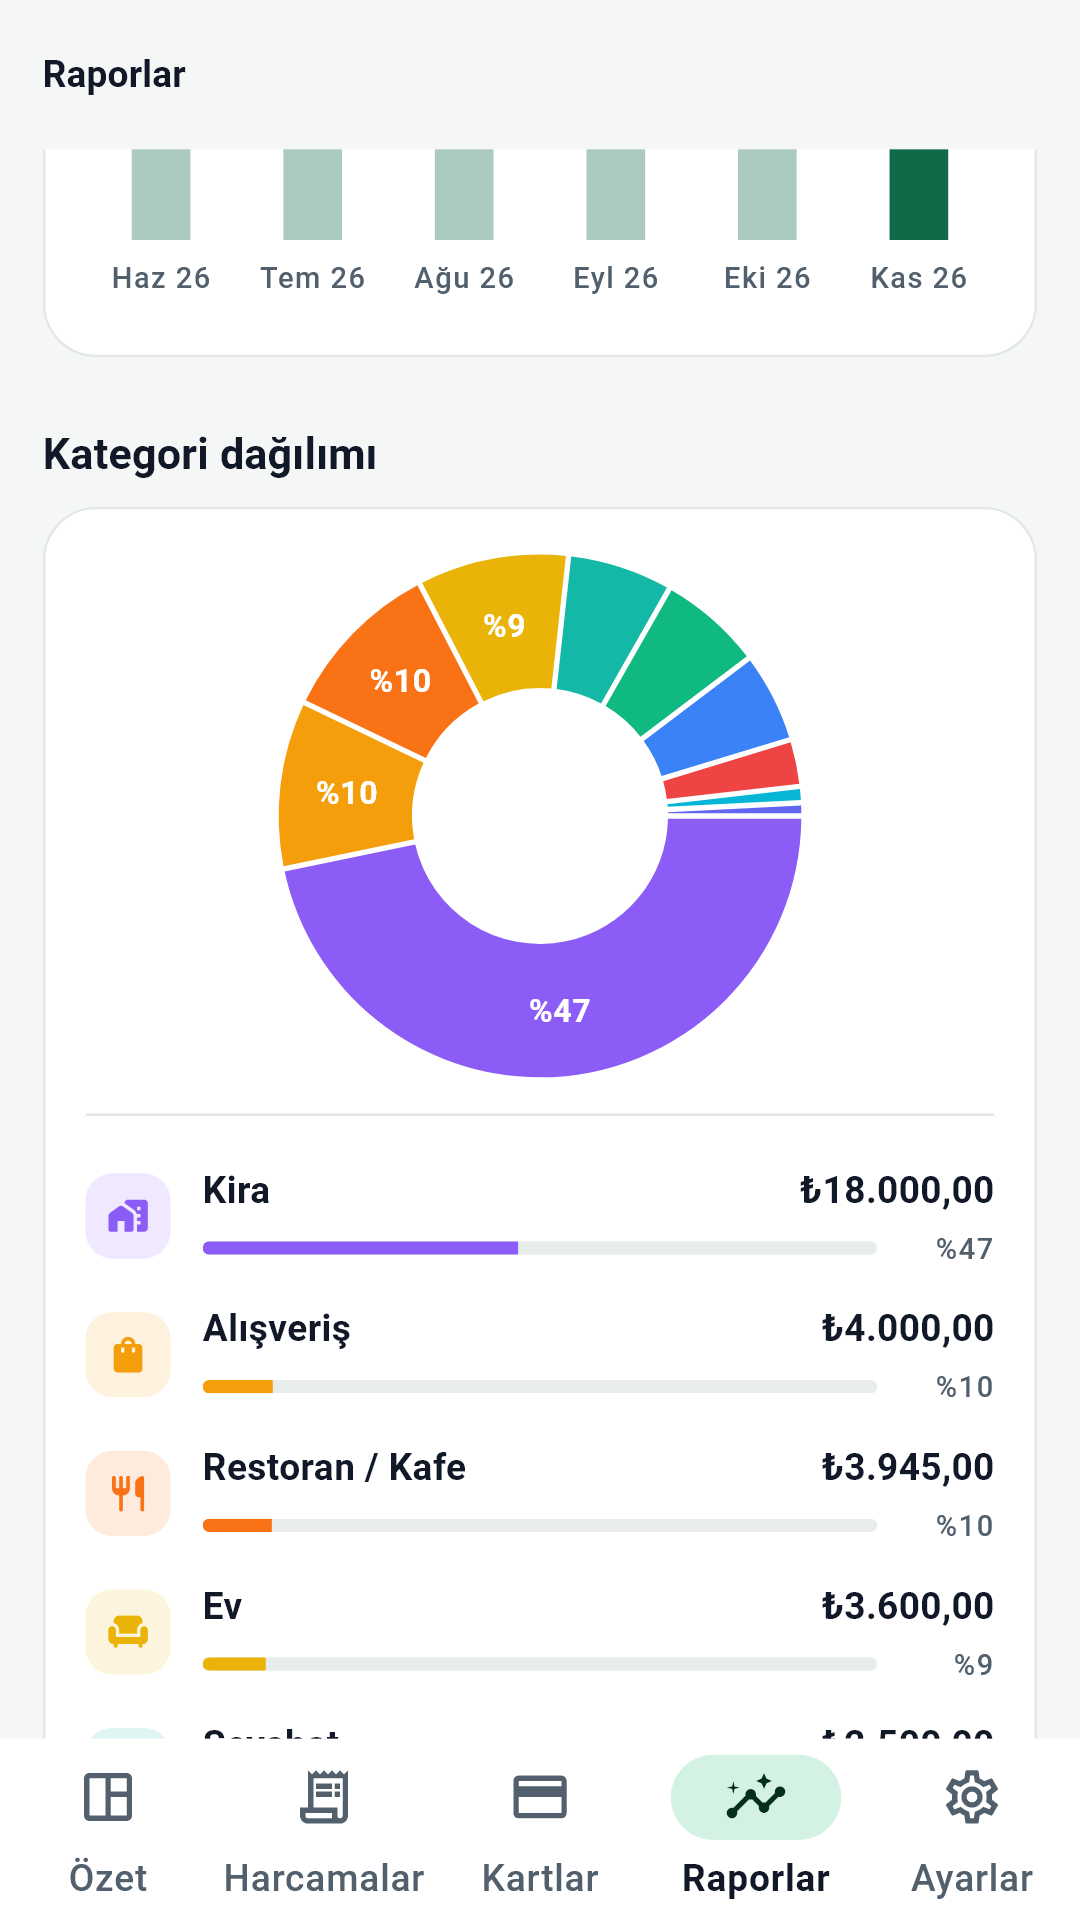 Raporlar
Haz 26 Tem 26 Ağu 26 Eyl 26 Eki 26 Kas 26
Kategori dağılımı
%9
%10
%10
%47
Kira ₺18.000,00
%47
Alışveriş ₺4.000,00
%10
Restoran / Kafe ₺3.945,00
%10
Ev ₺3.600,00
%9
Özet Harcamalar Kartlar Raporlar Ayarlar